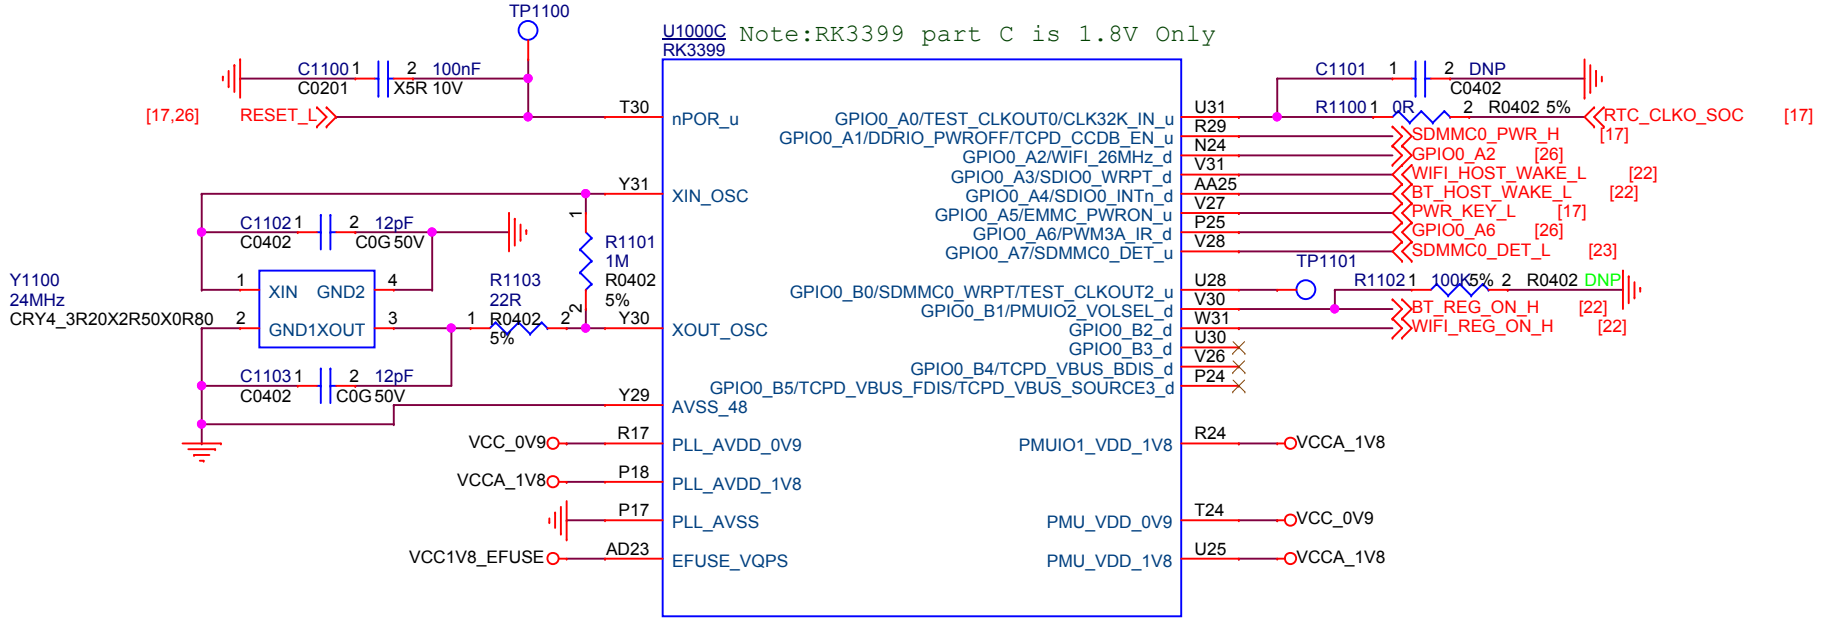 TP1100
U1000C Note:RK3399 part C is 1.8V Only
RK3399
C1100 1 2 100nF
C0201 X5R 10V
[17,26] RESET_L
T30 nPOR_u
Y31 XIN_OSC
C1102 1 2 12pF
C0402 C0G 50V
1
R1101
1M
R0402
5%
2
Y1100
24MHz
CRY4_3R20X2R50X0R80
1 XIN GND2 4
2 GND1 XOUT 3
R1103
22R
1 R0402 2
5%
Y30 XOUT_OSC
C1103 1 2 12pF
C0402 C0G 50V
Y29 AVSS_48
VCC_0V9 R17 PLL_AVDD_0V9
VCCA_1V8 P18 PLL_AVDD_1V8
P17 PLL_AVSS
VCC1V8_EFUSE AD23 EFUSE_VQPS
C1101 1 2 DNP
C0402
R1100 1 0R 2 R0402 5%
GPIO0_A0/TEST_CLKOUT0/CLK32K_IN_u U31 RTC_CLKO_SOC [17]
GPIO0_A1/DDRIO_PWROFF/TCPD_CCDB_EN_u R29 SDMMC0_PWR_H [17]
GPIO0_A2/WIFI_26MHz_d N24 GPIO0_A2 [26]
GPIO0_A3/SDIO0_WRPT_d V31 WIFI_HOST_WAKE_L [22]
GPIO0_A4/SDIO0_INTn_d AA25 BT_HOST_WAKE_L [22]
GPIO0_A5/EMMC_PWRON_u V27 PWR_KEY_L [17]
GPIO0_A6/PWM3A_IR_d P25 GPIO0_A6 [26]
GPIO0_A7/SDMMC0_DET_u V28 SDMMC0_DET_L [23]
TP1101
R1102 1 100K 5% 2 R0402 DNP
GPIO0_B0/SDMMC0_WRPT/TEST_CLKOUT2_u U28
GPIO0_B1/PMUIO2_VOLSEL_d V30 BT_REG_ON_H [22]
GPIO0_B2_d W31 WIFI_REG_ON_H [22]
GPIO0_B3_d U30
GPIO0_B4/TCPD_VBUS_BDIS_d V26
GPIO0_B5/TCPD_VBUS_FDIS/TCPD_VBUS_SOURCE3_d P24
PMUIO1_VDD_1V8 R24 VCCA_1V8
PMU_VDD_0V9 T24 VCC_0V9
PMU_VDD_1V8 U25 VCCA_1V8